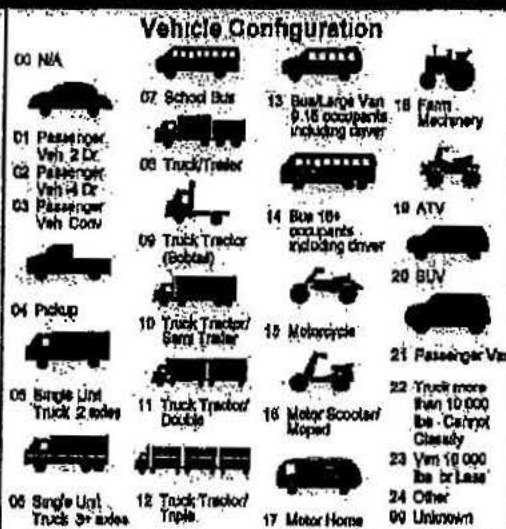 Vehicle Configuration
00 N/A
01 Passenger
Veh 2 Dr
02 Passenger
Veh 4 Dr
03 Passenger
Veh Conv
04 Pickup
05 Single Unit
Truck 2 axles
06 Single Unit
Truck 3+ axles
07 School Bus
08 Truck/Trailer
09 Truck Tractor
(Bobtail)
10 Truck Tractor/
Semi Trailer
11 Truck Tractor/
Double
12 Truck Tractor/
Triple
13 Bus/Large Van
9-15 occupants
including driver
14 Bus 16+
occupants
including driver
15 Motorcycle
16 Motor Scooter/
Moped
17 Motor Home
18 Farm
Machinery
19 ATV
20 SUV
21 Passenger Van
22 Truck more
than 10 000
lbs - Cannot
Classify
23 Van 10 000
lbs or Less
24 Other
99 Unknown